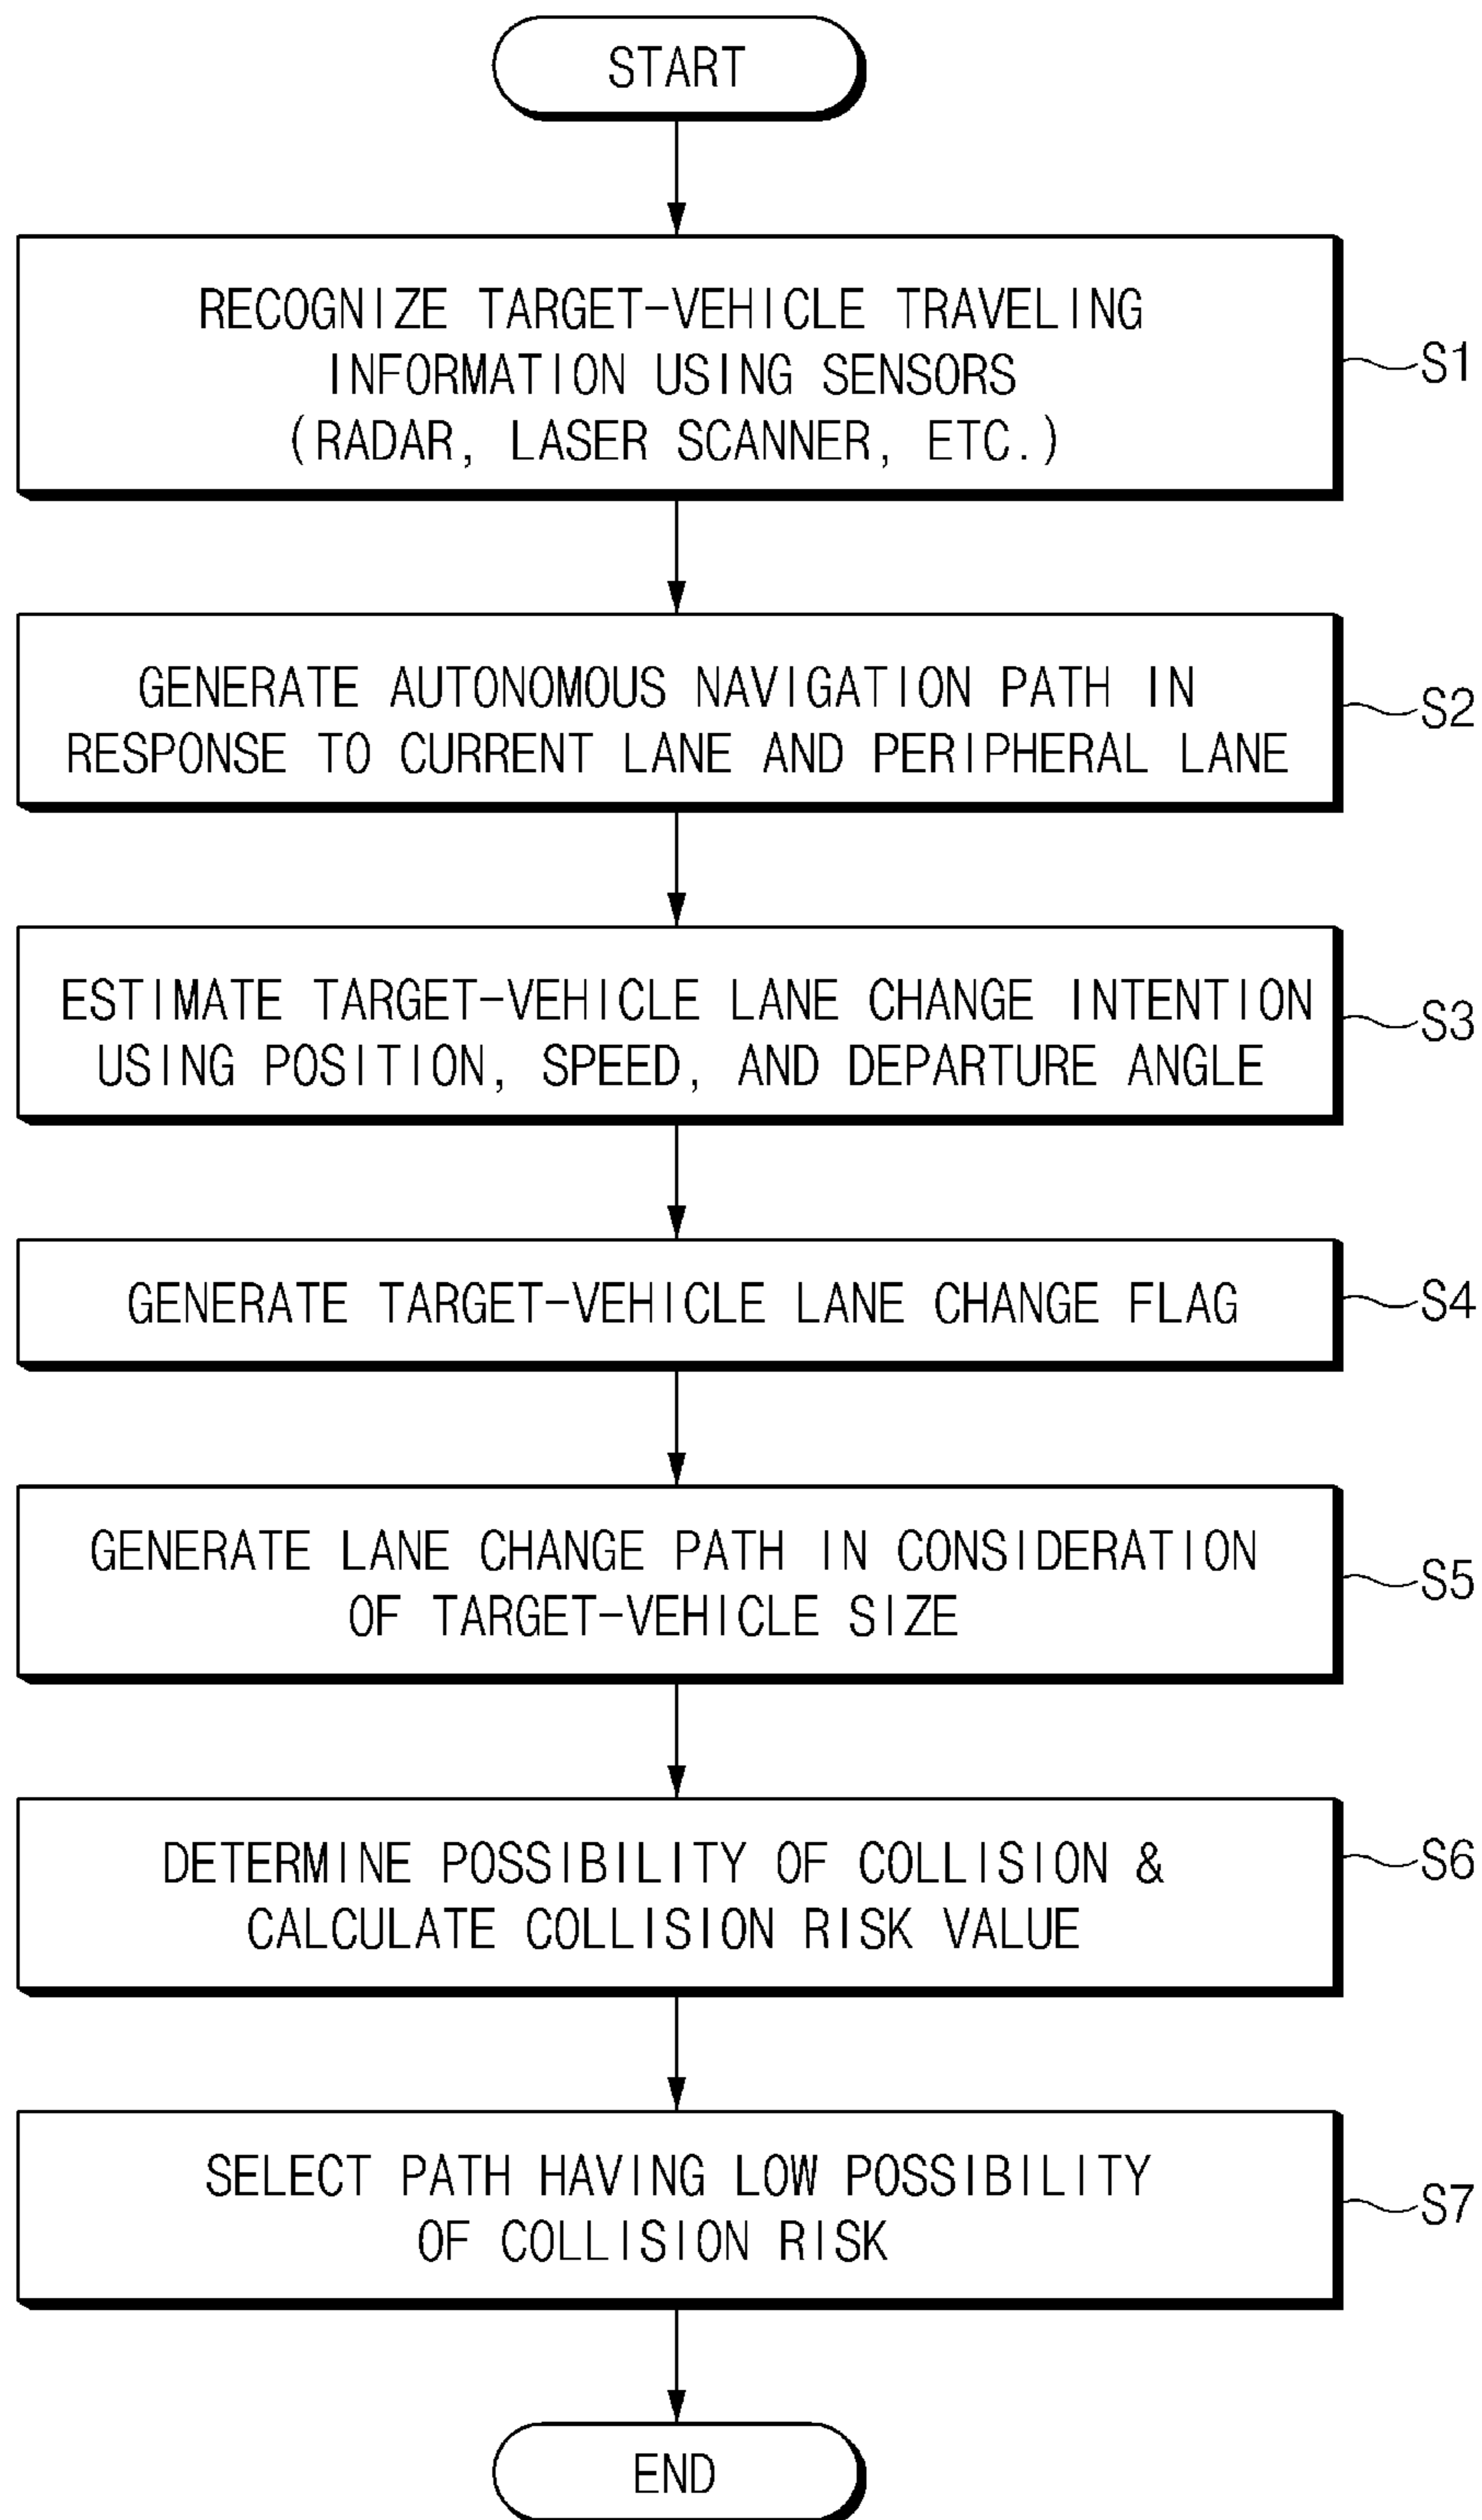 START
RECOGNIZE TARGET-VEHICLE TRAVELING
INFORMATION USING SENSORS
(RADAR, LASER SCANNER, ETC.)
S1
GENERATE AUTONOMOUS NAVIGATION PATH IN
RESPONSE TO CURRENT LANE AND PERIPHERAL LANE
S2
ESTIMATE TARGET-VEHICLE LANE CHANGE INTENTION
USING POSITION, SPEED, AND DEPARTURE ANGLE
S3
GENERATE TARGET-VEHICLE LANE CHANGE FLAG
S4
GENERATE LANE CHANGE PATH IN CONSIDERATION
OF TARGET-VEHICLE SIZE
S5
DETERMINE POSSIBILITY OF COLLISION &
CALCULATE COLLISION RISK VALUE
S6
SELECT PATH HAVING LOW POSSIBILITY
OF COLLISION RISK
S7
END